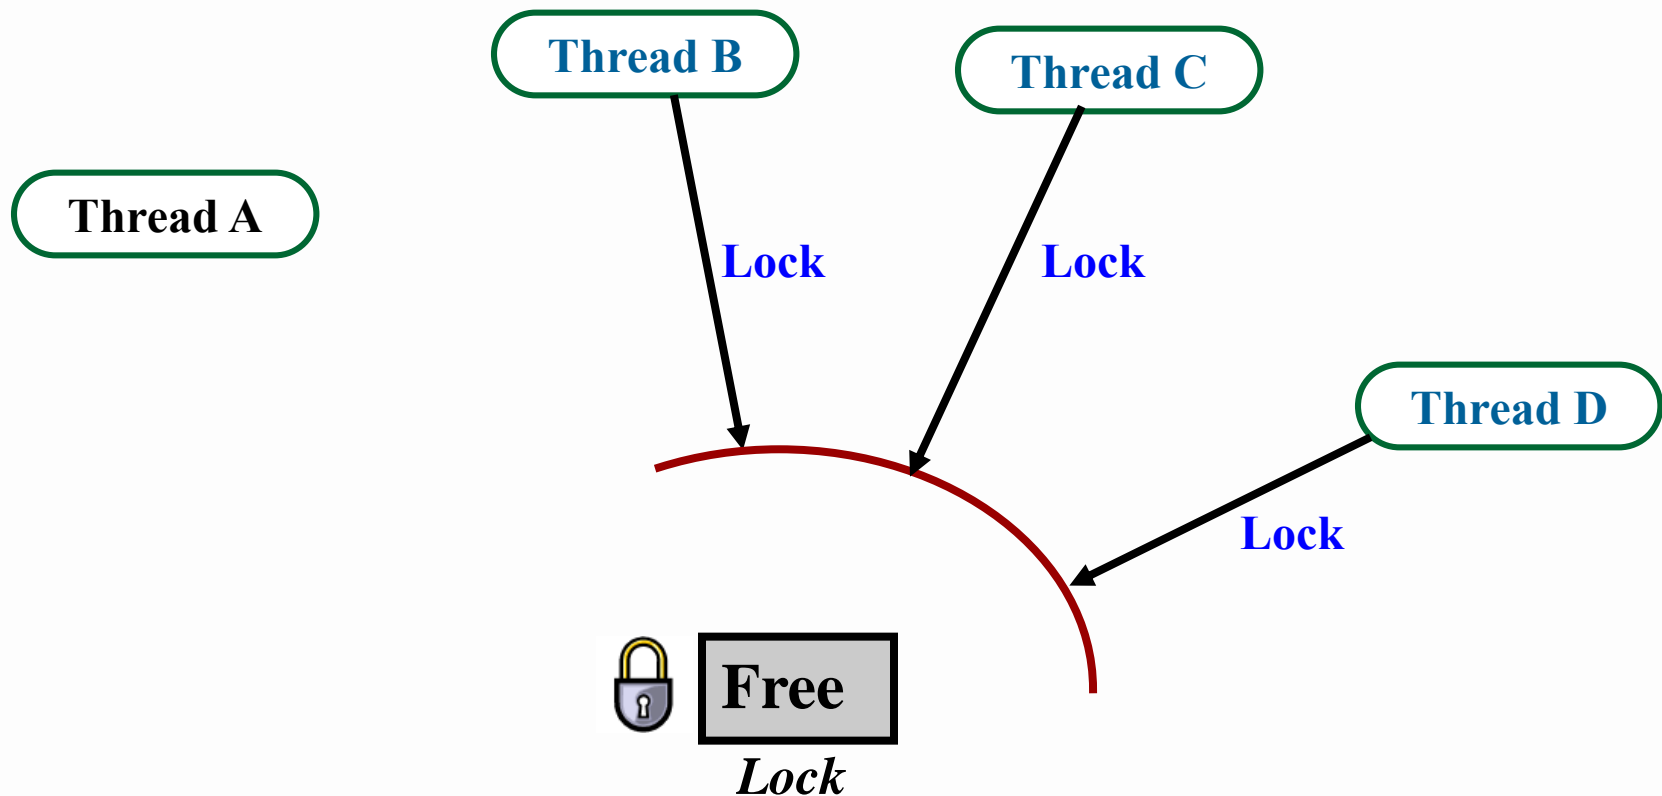 Thread B
Thread C
Thread A
Lock
Lock
Thread D
Lock
Free
Lock